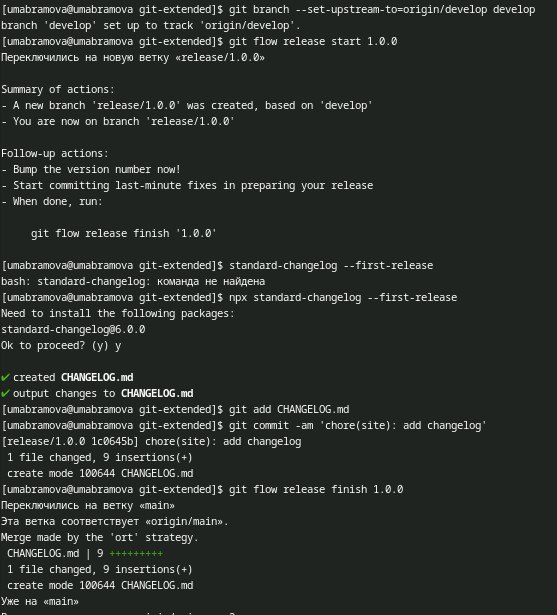 [umabramova@umabramova git-extended]$ git branch --set-upstream-to=origin/develop develop
branch 'develop' set up to track 'origin/develop'.
[umabramova@umabramova git-extended]$ git flow release start 1.0.0
Переключились на новую ветку «release/1.0.0»
Summary of actions:
- A new branch 'release/1.0.0' was created, based on 'develop'
- You are now on branch 'release/1.0.0'
Follow-up actions:
- Bump the version number now!
- Start committing last-minute fixes in preparing your release
- When done, run:
git flow release finish '1.0.0'
[umabramova@umabramova git-extended]$ standard-changelog --first-release
bash: standard-changelog: команда не найдена
[umabramova@umabramova git-extended]$ npx standard-changelog --first-release
Need to install the following packages:
standard-changelog@6.0.0
Ok to proceed? (y) y
✔ created CHANGELOG.md
✔ output changes to CHANGELOG.md
[umabramova@umabramova git-extended]$ git add CHANGELOG.md
[umabramova@umabramova git-extended]$ git commit -am 'chore(site): add changelog'
[release/1.0.0 1c0645b] chore(site): add changelog
1 file changed, 9 insertions(+)
create mode 100644 CHANGELOG.md
[umabramova@umabramova git-extended]$ git flow release finish 1.0.0
Переключились на ветку «main»
Эта ветка соответствует «origin/main».
Merge made by the 'ort' strategy.
CHANGELOG.md | 9 +++++++++
1 file changed, 9 insertions(+)
create mode 100644 CHANGELOG.md
Уже на «main»